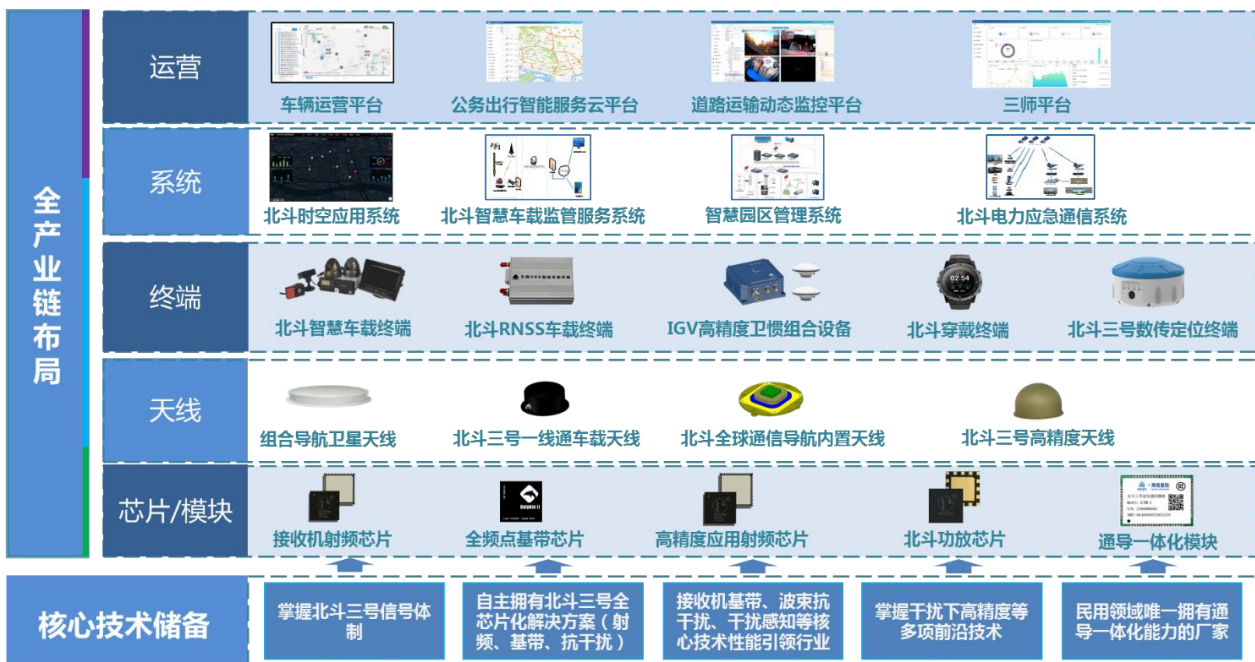 全产业链布局
运营
车辆运营平台
公务出行智能服务云平台
道路运输动态监控平台
三师平台
系统
北斗时空应用系统
北斗智慧车载监管服务系统
智慧园区管理系统
北斗电力应急通信系统
终端
02:54
北斗智慧车载终端
北斗RNSS车载终端
IGV高精度卫惯组合设备
北斗穿戴终端
北斗三号数传定位终端
天线
组合导航卫星天线
北斗三号一线通车载天线
北斗全球通信导航内置天线
北斗三号高精度天线
芯片/模块
接收机射频芯片
全频点基带芯片
高精度应用射频芯片
北斗功放芯片
通导一体化模块
核心技术储备
掌握北斗三号信号体
制
自主拥有北斗三号全
芯片化解决方案（射
频、基带、抗干扰）
接收机基带、波束抗
干扰、干扰感知等核
心技术性能引领行业
掌握干扰下高精度等
多项前沿技术
民用领域唯一拥有通
导一体化能力的厂家